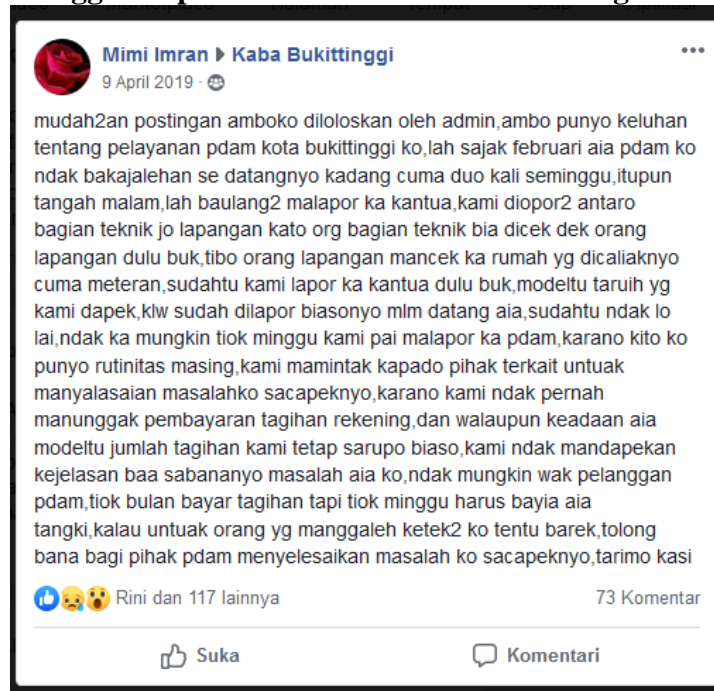 Mimi Imran ▶ Kaba Bukittinggi
9 April 2019 ·
mudah2an postingan amboko diloloskan oleh admin,ambo punyo keluhan
tentang pelayanan pdam kota bukittinggi ko,lah sajak februari aia pdam ko
ndak bakajalehan se datangnyo kadang cuma duo kali seminggu,itupun
tangah malam,lah baulang2 malapor ka kantua,kami diopor2 antaro
bagian teknik jo lapangan kato org bagian teknik bia dicek dek orang
lapangan dulu buk,tibo orang lapangan mancek ka rumah yg dicaliaknyo
cuma meteran,sudahtu kami lapor ka kantua dulu buk,modeltu taruih yg
kami dapek,klw sudah dilapor biasonyo mlm datang aia,sudahtu ndak lo
lai,ndak ka mungkin tiok minggu kami pai malapor ka pdam,karano kito ko
punyo rutinitas masing,kami mamintak kapado pihak terkait untuak
manyalasaian masalahko sacapeknyo,karano kami ndak pernah
manunggak pembayaran tagihan rekening,dan walaupun keadaan aia
modeltu jumlah tagihan kami tetap sarupo biaso,kami ndak mandapekan
kejelasan baa sabananyo masalah aia ko,ndak mungkin wak pelanggan
pdam,tiok bulan bayar tagihan tapi tiok minggu harus bayia aia
tangki,kalau untuak orang yg manggaleh ketek2 ko tentu barek,tolong
bana bagi pihak pdam menyelesaikan masalah ko sacapeknyo,tarimo kasi
Rini dan 117 lainnya
73 Komentar
Suka
Komentari